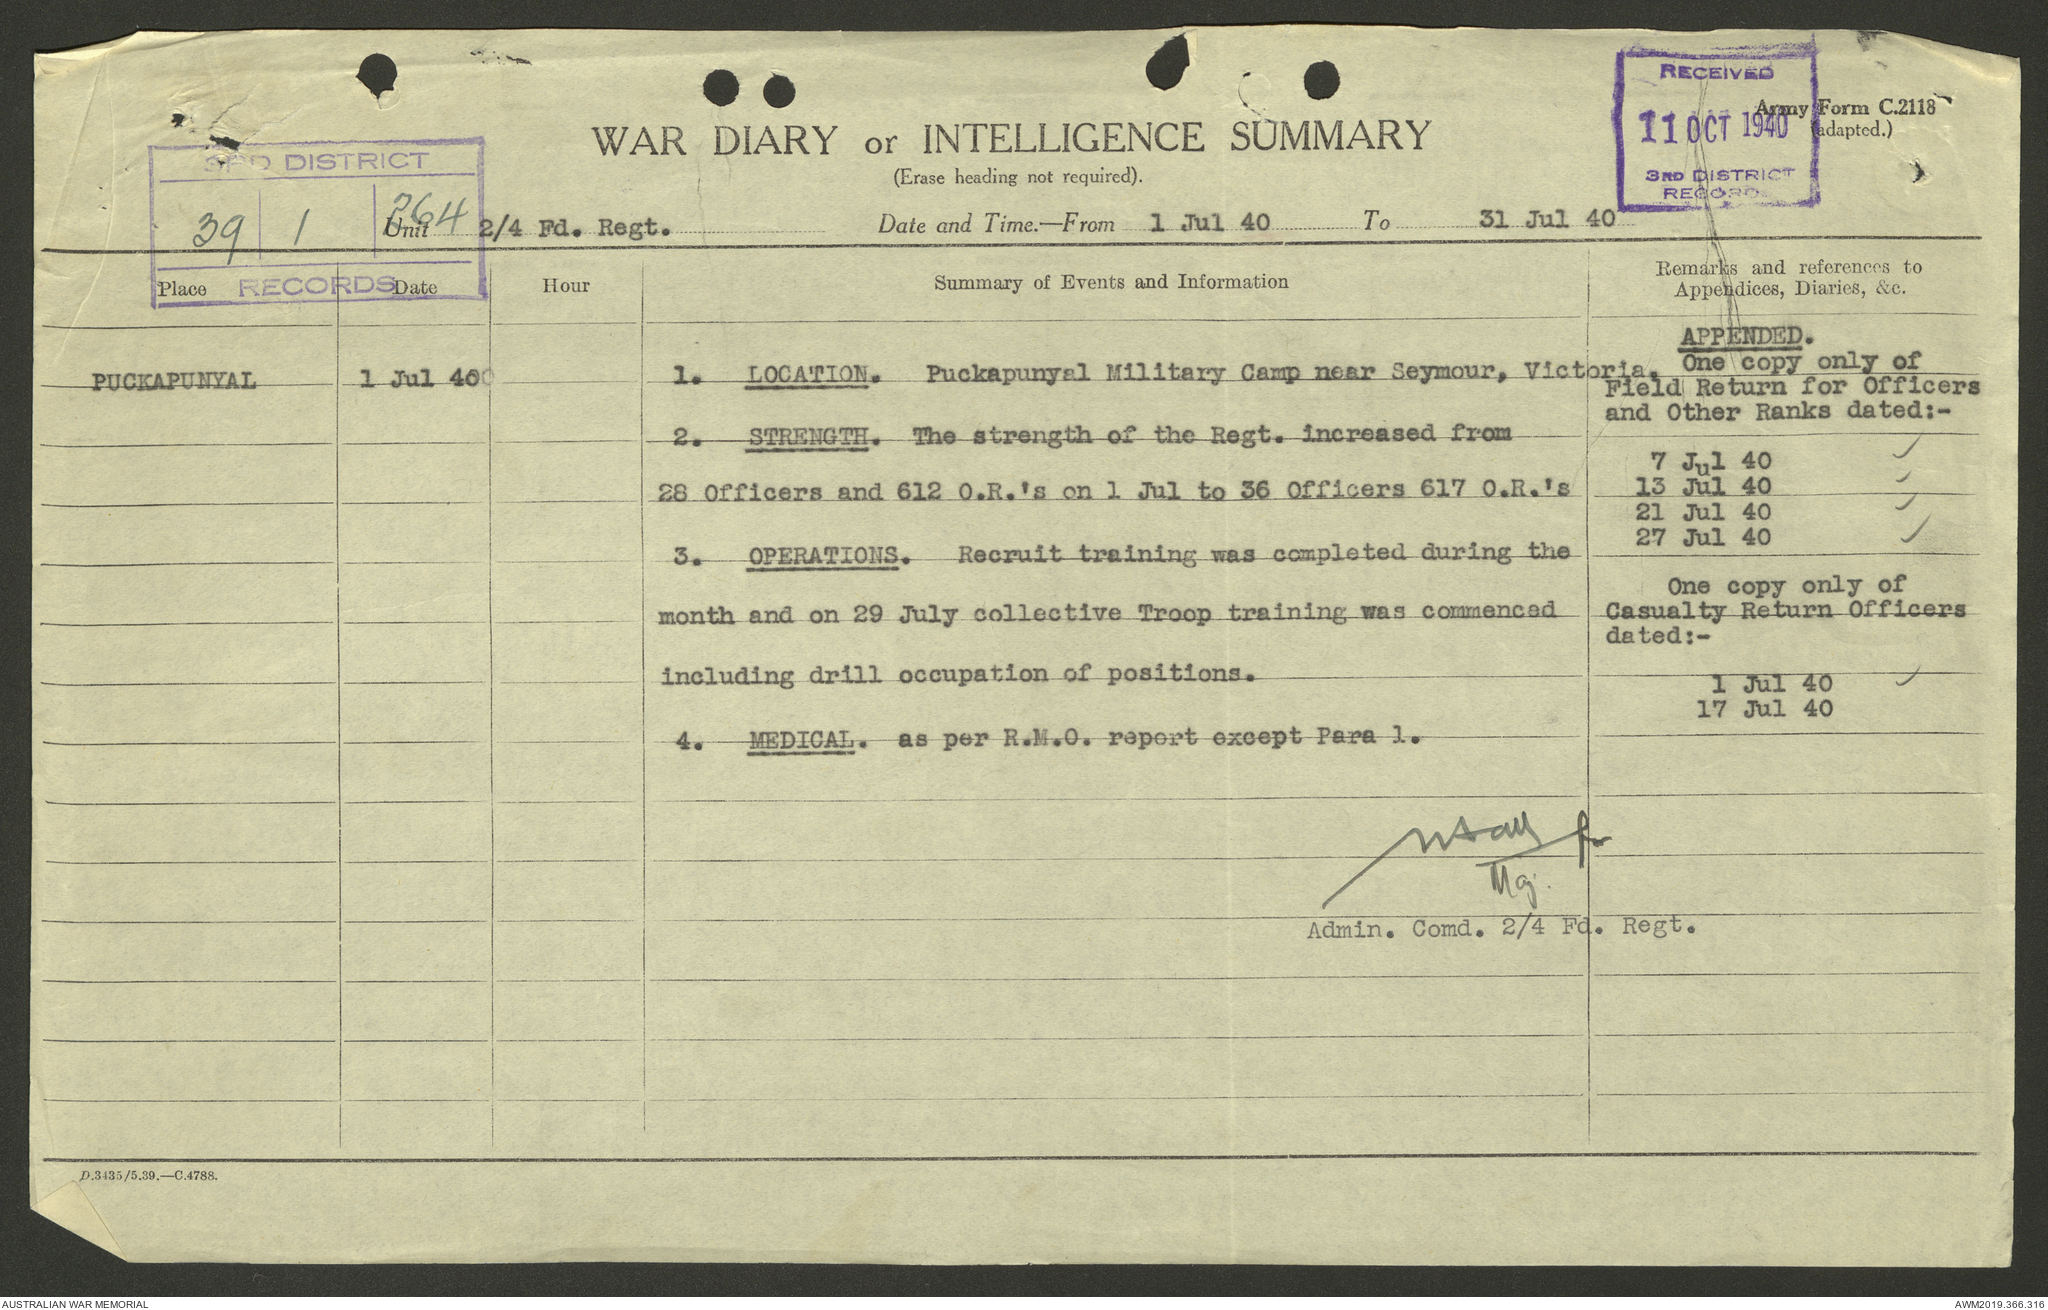 RECEIVED
11 OCT 1940
3RD DISTRICT
RECORDS
Army Form C.2118
(adapted.)
WAR DIARY or INTELLIGENCE SUMMARY
(Erase heading not required).
3RD DISTRICT
39 1 264
RECORDS
Unit 2/4 Fd. Regt. Date and Time.—From 1 Jul 40 To 31 Jul 40
Place Date Hour Summary of Events and Information Remarks and references to
Appendices, Diaries, &c.
PUCKAPUNYAL 1 Jul 40
1. LOCATION. Puckapunyal Military Camp near Seymour, Victoria.
2. STRENGTH. The strength of the Regt. increased from
28 Officers and 612 O.R.'s on 1 Jul to 36 Officers 617 O.R.'s
3. OPERATIONS. Recruit training was completed during the
month and on 29 July collective Troop training was commenced
including drill occupation of positions.
4. MEDICAL. as per R.M.O. report except Para 1.
APPENDED.
One copy only of
Field Return for Officers
and Other Ranks dated:-
7 Jul 40
13 Jul 40
21 Jul 40
27 Jul 40
One copy only of
Casualty Return Officers
dated:-
1 Jul 40
17 Jul 40
Maj.
Admin. Comd. 2/4 Fd. Regt.
D.3435/5.39.—C.4788.
AUSTRALIAN WAR MEMORIAL
AWM2019.366.316